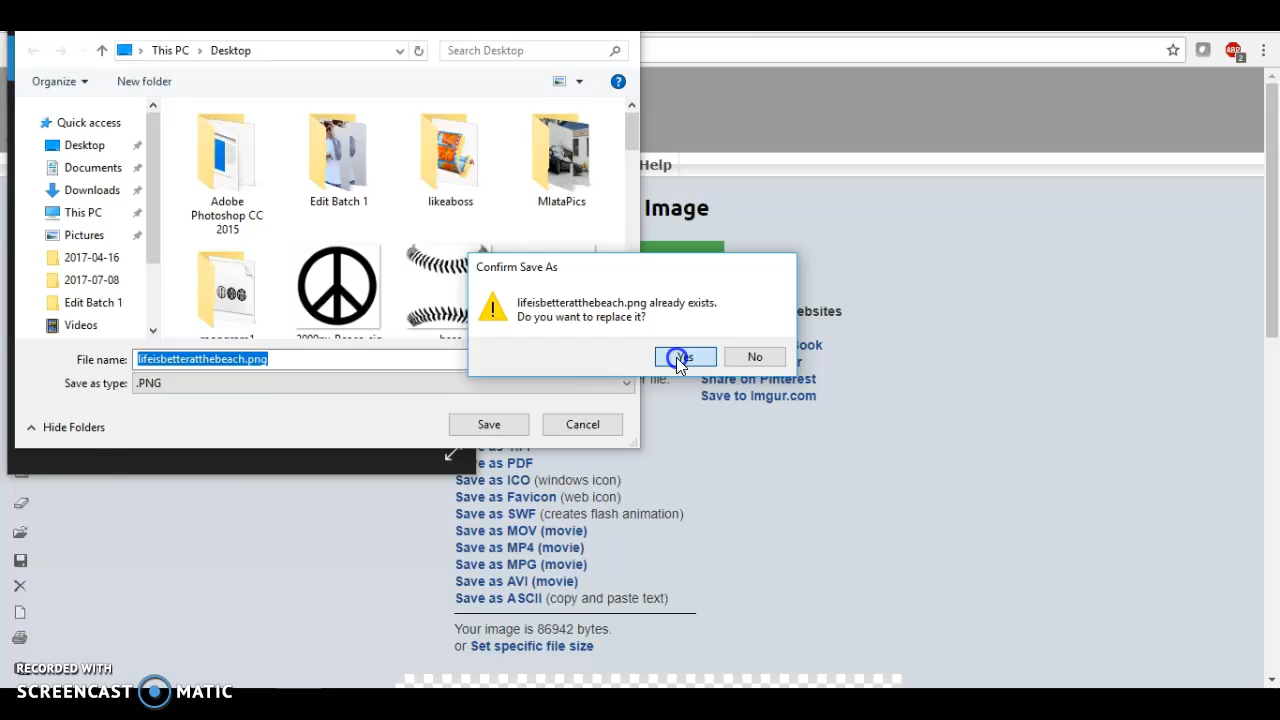 This PC > Desktop
Search Desktop
ABP
2
Organize
New folder
?
Quick access
Desktop
Documents
Downloads
This PC
Pictures
2017-04-16
2017-07-08
Edit Batch 1
Videos
Adobe
Photoshop CC
2015
Edit Batch 1
likeaboss
MlataPics
Help
Image
Confirm Save As
lifeisbetteratthebeach.png already exists.
Do you want to replace it?
Yes
No
ebsites
ook
r
File name:
lifeisbetteratthebeach.png
Save as type:
.PNG
r file.
Share on Pinterest
Save to Imgur.com
Hide Folders
Save
Cancel
e as PDF
Save as ICO (windows icon)
Save as Favicon (web icon)
Save as SWF (creates flash animation)
Save as MOV (movie)
Save as MP4 (movie)
Save as MPG (movie)
Save as AVI (movie)
Save as ASCII (copy and paste text)
Your image is 86942 bytes.
or Set specific file size
RECORDED WITH
SCREENCAST MATIC